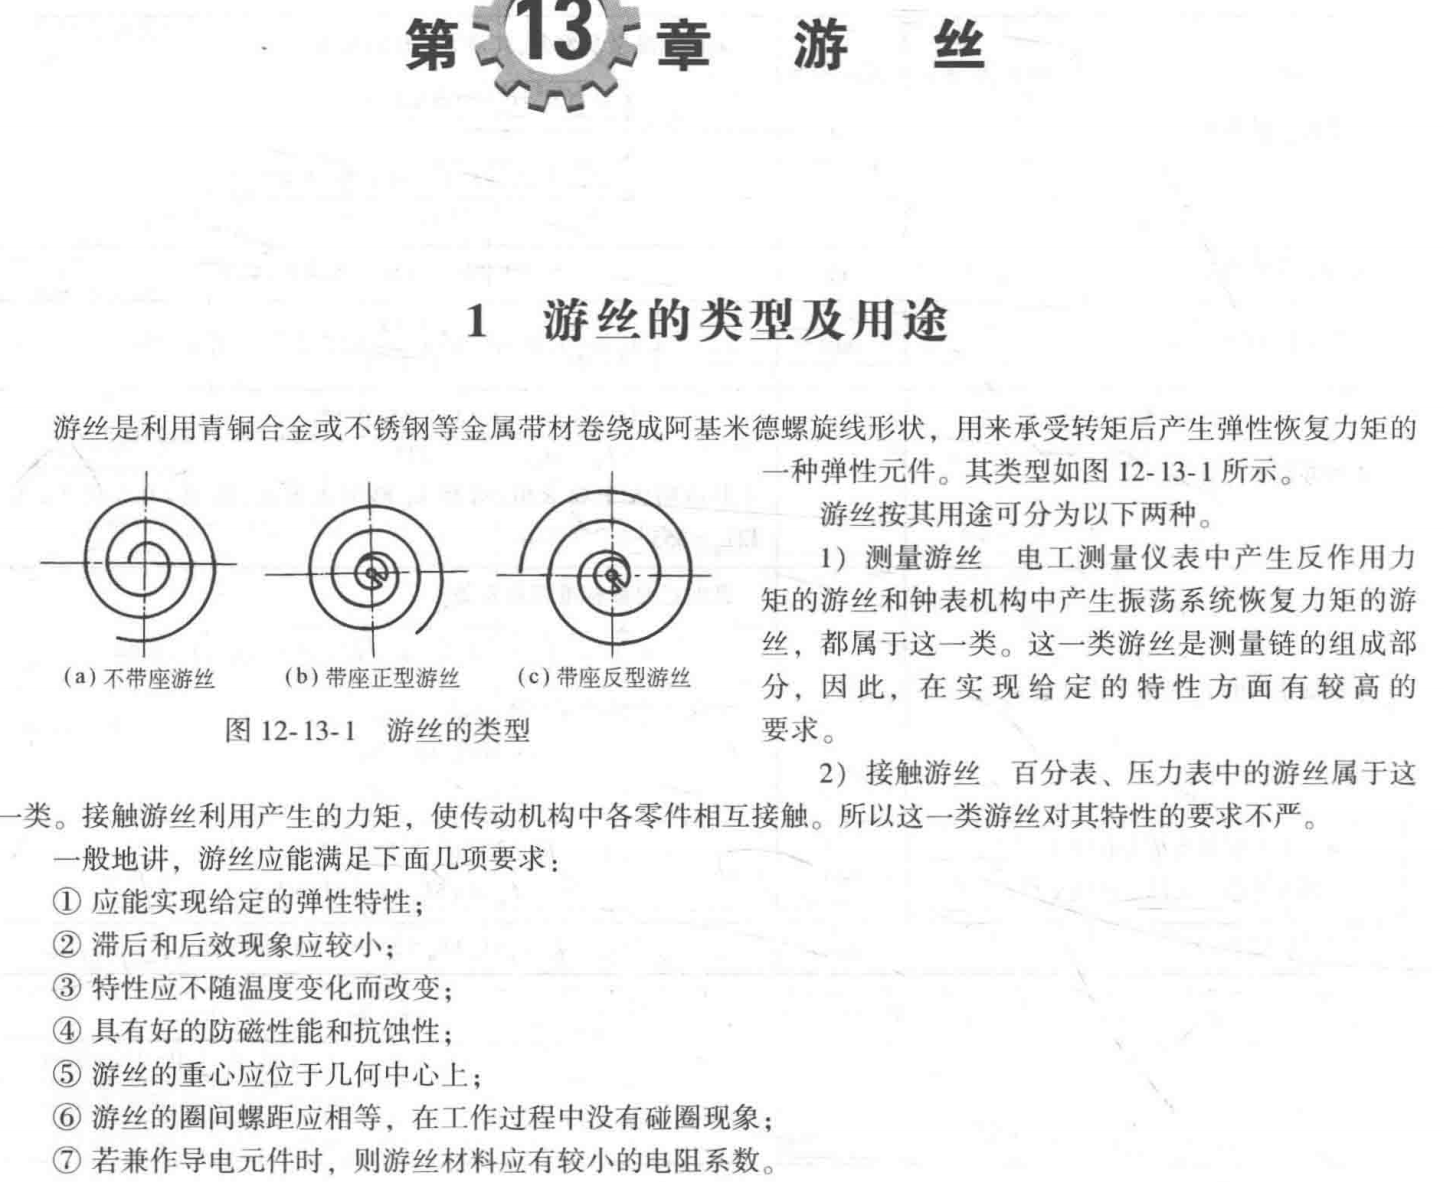 第13章 游丝
1 游丝的类型及用途
游丝是利用青铜合金或不锈钢等金属带材卷绕成阿基米德螺旋线形状，用来承受转矩后产生弹性恢复力矩的
一种弹性元件。其类型如图 12-13-1 所示。
游丝按其用途可分为以下两种。
1）测量游丝 电工测量仪表中产生反作用力
矩的游丝和钟表机构中产生振荡系统恢复力矩的游
丝，都属于这一类。这一类游丝是测量链的组成部
分，因此，在实现给定的特性方面有较高的
要求。
(a) 不带座游丝 (b) 带座正型游丝 (c) 带座反型游丝
图 12-13-1 游丝的类型
2）接触游丝 百分表、压力表中的游丝属于这
一类。接触游丝利用产生的力矩，使传动机构中各零件相互接触。所以这一类游丝对其特性的要求不严。
一般地讲，游丝应能满足下面几项要求：
① 应能实现给定的弹性特性；
② 滞后和后效现象应较小；
③ 特性应不随温度变化而改变；
④ 具有好的防磁性能和抗蚀性；
⑤ 游丝的重心应位于几何中心上；
⑥ 游丝的圈间螺距应相等，在工作过程中没有碰圈现象；
⑦ 若兼作导电元件时，则游丝材料应有较小的电阻系数。